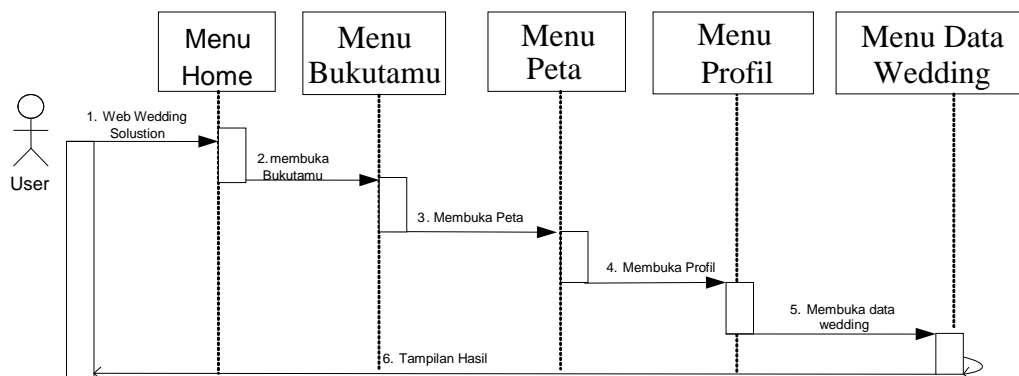 Menu
Home
Menu
Bukutamu
Menu
Peta
Menu
Profil
Menu Data
Wedding
User
1. Web Wedding
Solustion
2. membuka
Bukutamu
3. Membuka Peta
4. Membuka Profil
5. Membuka data
wedding
6. Tampilan Hasil